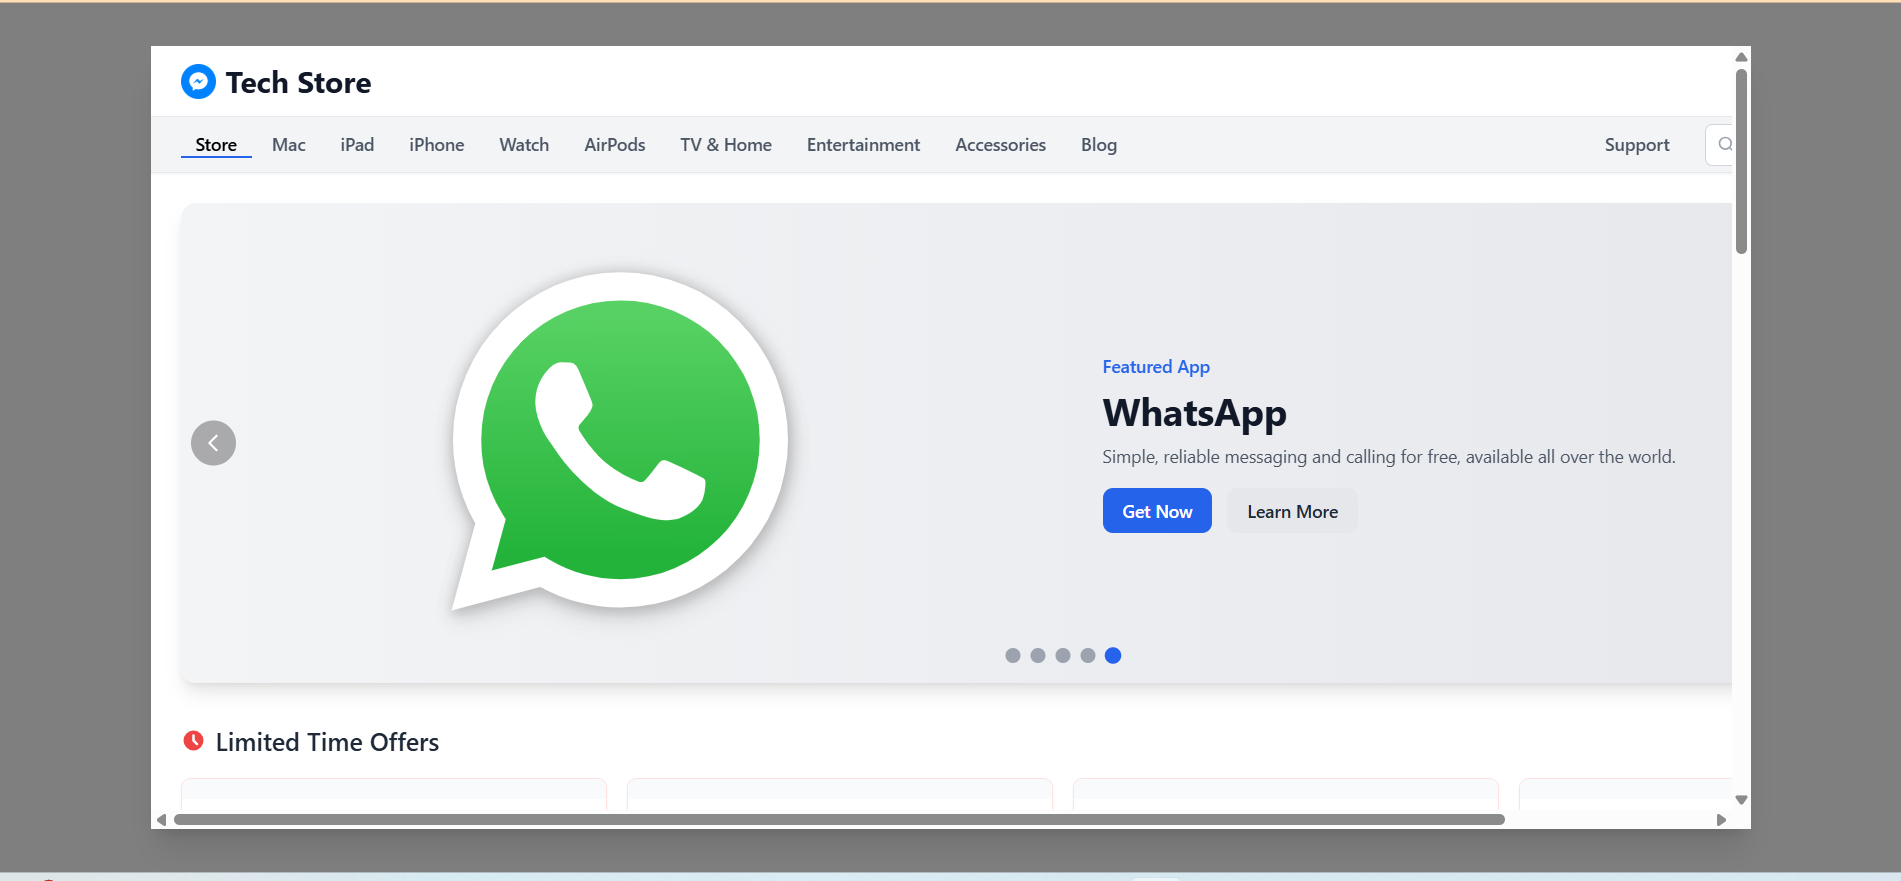 Tech Store
Store Mac iPad iPhone Watch AirPods TV & Home Entertainment Accessories Blog Support
Featured App
WhatsApp
Simple, reliable messaging and calling for free, available all over the world.
Get Now Learn More
Limited Time Offers